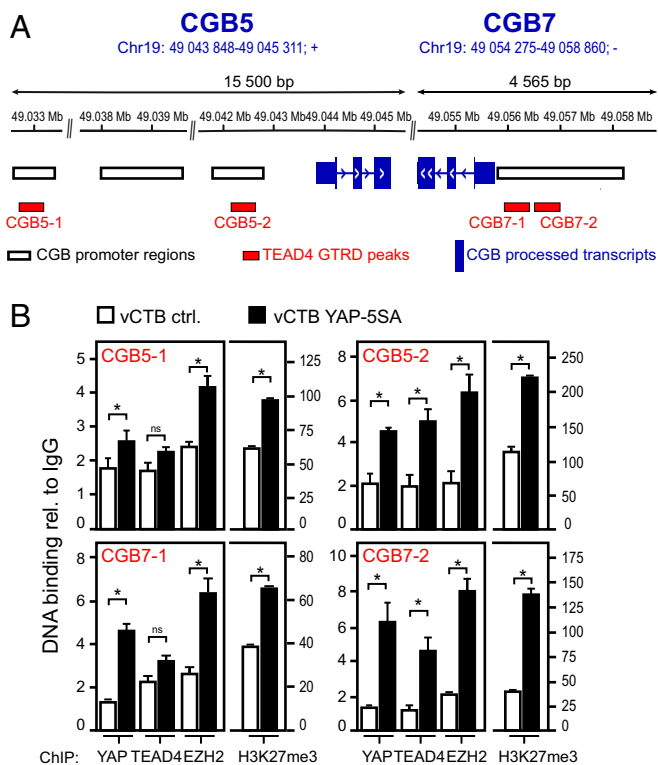 A
CGB5
CGB7
Chr19: 49 043 848-49 045 311; +
Chr19: 49 054 275-49 058 860; -
15 500 bp
4 565 bp
49.033 Mb
49.038 Mb
49.039 Mb
49.042 Mb
49.043 Mb
49.044 Mb
49.045 Mb
49.055 Mb
49.056 Mb
49.057 Mb
49.058 Mb
CGB5-1
CGB5-2
CGB7-1
CGB7-2
CGB promoter regions
TEAD4 GTRD peaks
CGB processed transcripts
B
vCTB ctrl.
vCTB YAP-5SA
DNA binding rel. to IgG
CGB5-1
5
4
3
2
1
0
*
ns
*
*
125
100
75
50
25
0
CGB5-2
8
6
4
2
0
*
*
*
*
250
200
150
100
50
0
CGB7-1
8
6
4
2
0
*
ns
*
*
80
60
40
20
0
CGB7-2
10
8
6
4
2
0
*
*
*
*
175
150
125
100
75
50
25
0
ChIP:
YAP TEAD4 EZH2 H3K27me3
YAP TEAD4 EZH2 H3K27me3